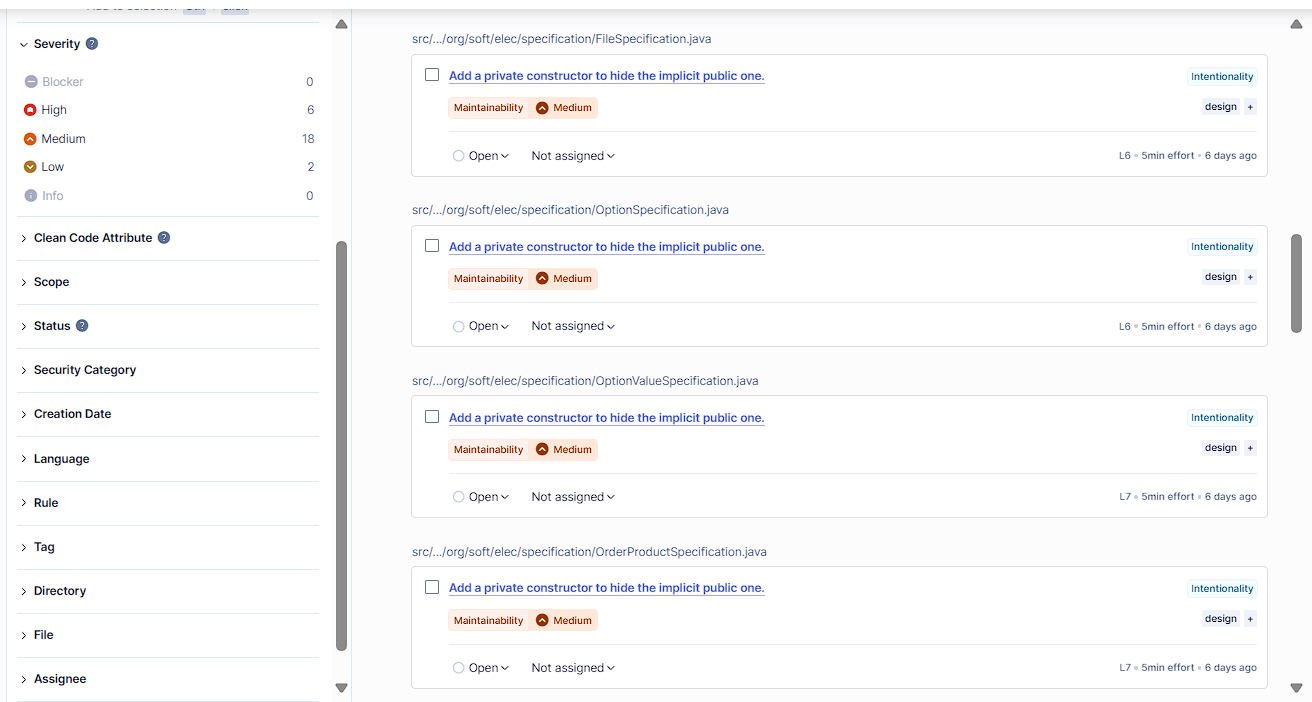 Severity ?
Blocker 0
High 6
Medium 18
Low 2
Info 0
Clean Code Attribute ?
Scope
Status ?
Security Category
Creation Date
Language
Rule
Tag
Directory
File
Assignee
src/.../org/soft/elec/specification/FileSpecification.java
Add a private constructor to hide the implicit public one. Intentionality
Maintainability Medium design +
Open Not assigned L6 • 5min effort • 6 days ago
src/.../org/soft/elec/specification/OptionSpecification.java
Add a private constructor to hide the implicit public one. Intentionality
Maintainability Medium design +
Open Not assigned L6 • 5min effort • 6 days ago
src/.../org/soft/elec/specification/OptionValueSpecification.java
Add a private constructor to hide the implicit public one. Intentionality
Maintainability Medium design +
Open Not assigned L7 • 5min effort • 6 days ago
src/.../org/soft/elec/specification/OrderProductSpecification.java
Add a private constructor to hide the implicit public one. Intentionality
Maintainability Medium design +
Open Not assigned L7 • 5min effort • 6 days ago